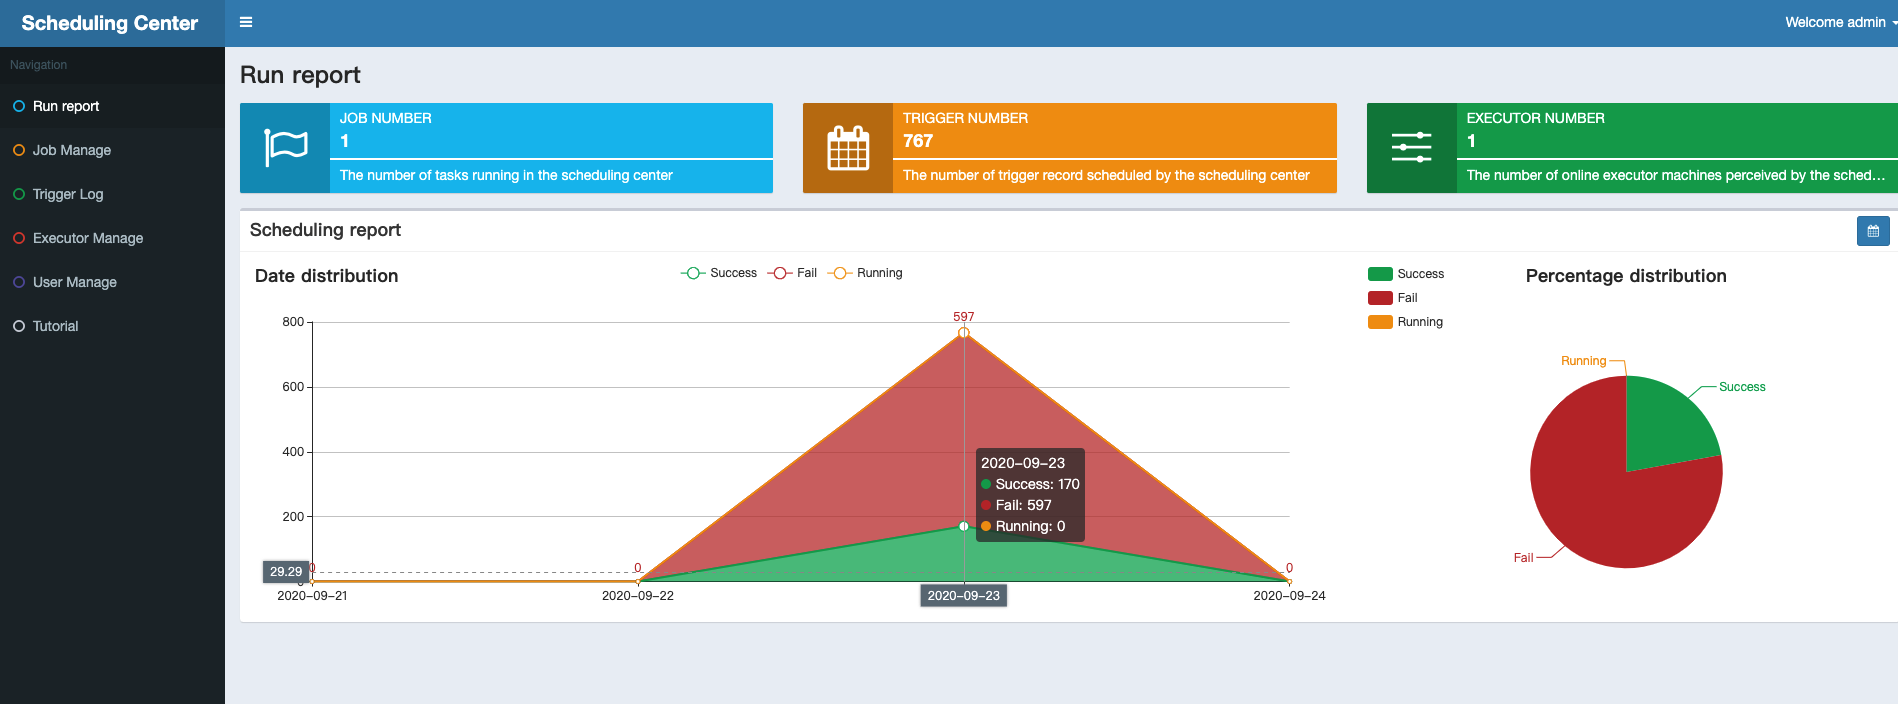 Scheduling Center
Welcome admin
Navigation
Run report
Job Manage
Trigger Log
Executor Manage
User Manage
Tutorial
Run report
JOB NUMBER
1
The number of tasks running in the scheduling center
TRIGGER NUMBER
767
The number of trigger record scheduled by the scheduling center
EXECUTOR NUMBER
1
The number of online executor machines perceived by the sched...
Scheduling report
Date distribution
Success Fail Running
800
600
400
200
0
29.29
0
0
597
0
2020-09-21
2020-09-22
2020-09-23
2020-09-24
2020-09-23
Success: 170
Fail: 597
Running: 0
Success
Fail
Running
Percentage distribution
Running
Success
Fail